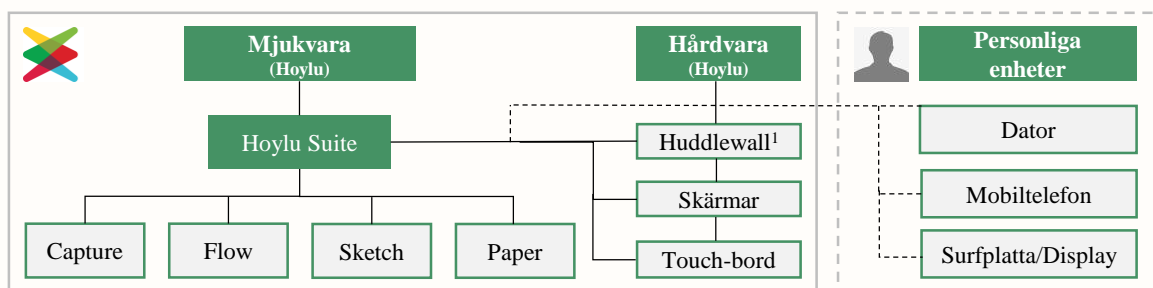 Mjukvara
(Hoylu)
Hårdvara
(Hoylu)
Personliga
enheter
Hoylu Suite
Huddlewall¹
Dator
Skärmar
Mobiltelefon
Capture
Flow
Sketch
Paper
Touch-bord
Surfplatta/Display